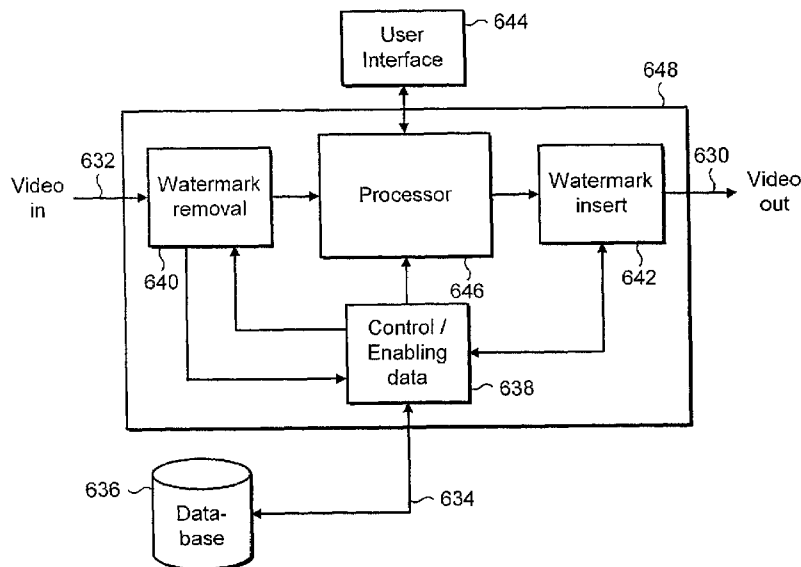 User
Interface
644
648
632
Video
in
Watermark
removal
640
Processor
646
Watermark
insert
642
630
Video
out
Control /
Enabling
data
638
636
Data-
base
634